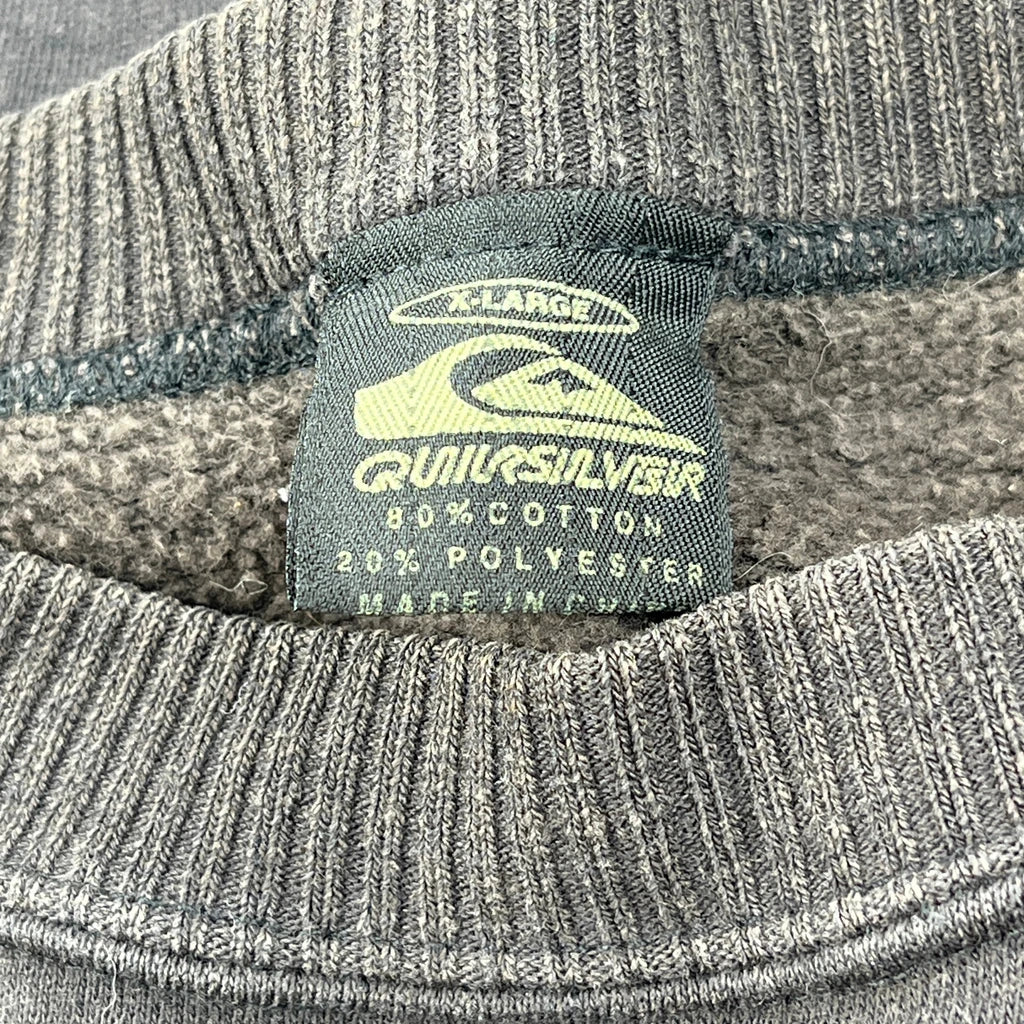 X-LARGE
QUIKSILVER
80% COTTON
20% POLYESTER
MADE IN